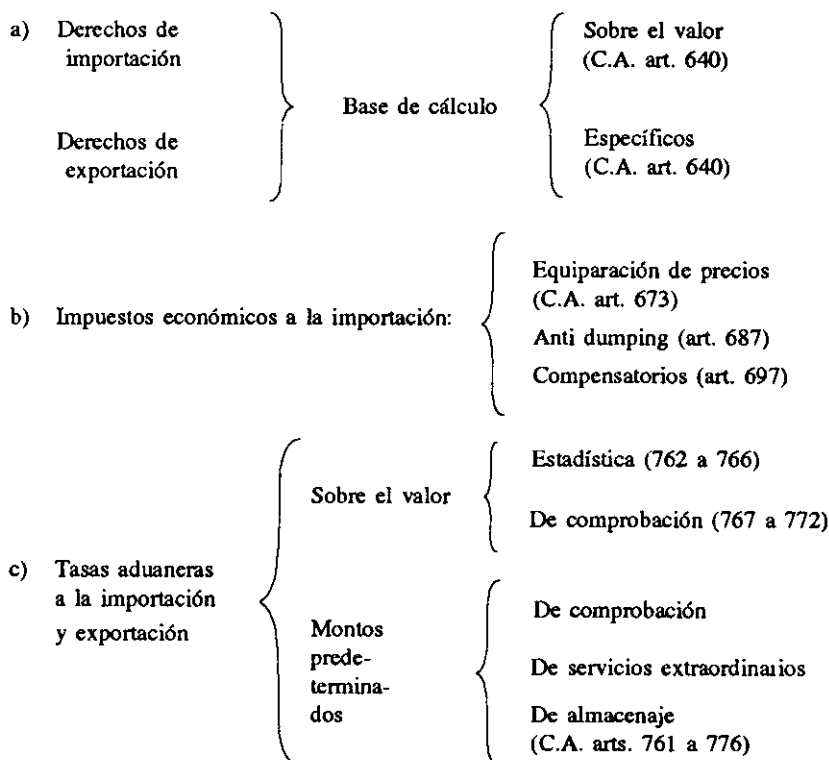 a) Derechos de
importación
Derechos de
exportación
Base de cálculo
Sobre el valor
(C.A. art. 640)
Específicos
(C.A. art. 640)
b) Impuestos económicos a la importación:
Equiparación de precios
(C.A. art. 673)
Anti dumping (art. 687)
Compensatorios (art. 697)
c) Tasas aduaneras
a la importación
y exportación
Sobre el valor
Estadística (762 a 766)
De comprobación (767 a 772)
Montos
prede-
termina-
dos
De comprobación
De servicios extraordinarios
De almacenaje
(C.A. arts. 761 a 776)